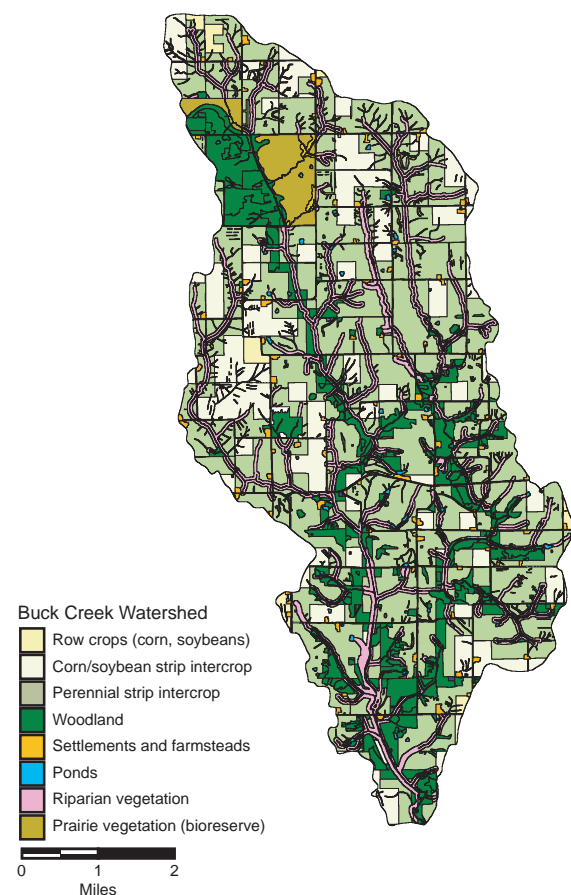 Buck Creek Watershed
Row crops (corn, soybeans)
Corn/soybean strip intercrop
Perennial strip intercrop
Woodland
Settlements and farmsteads
Ponds
Riparian vegetation
Prairie vegetation (bioreserve)
0 1 2
Miles